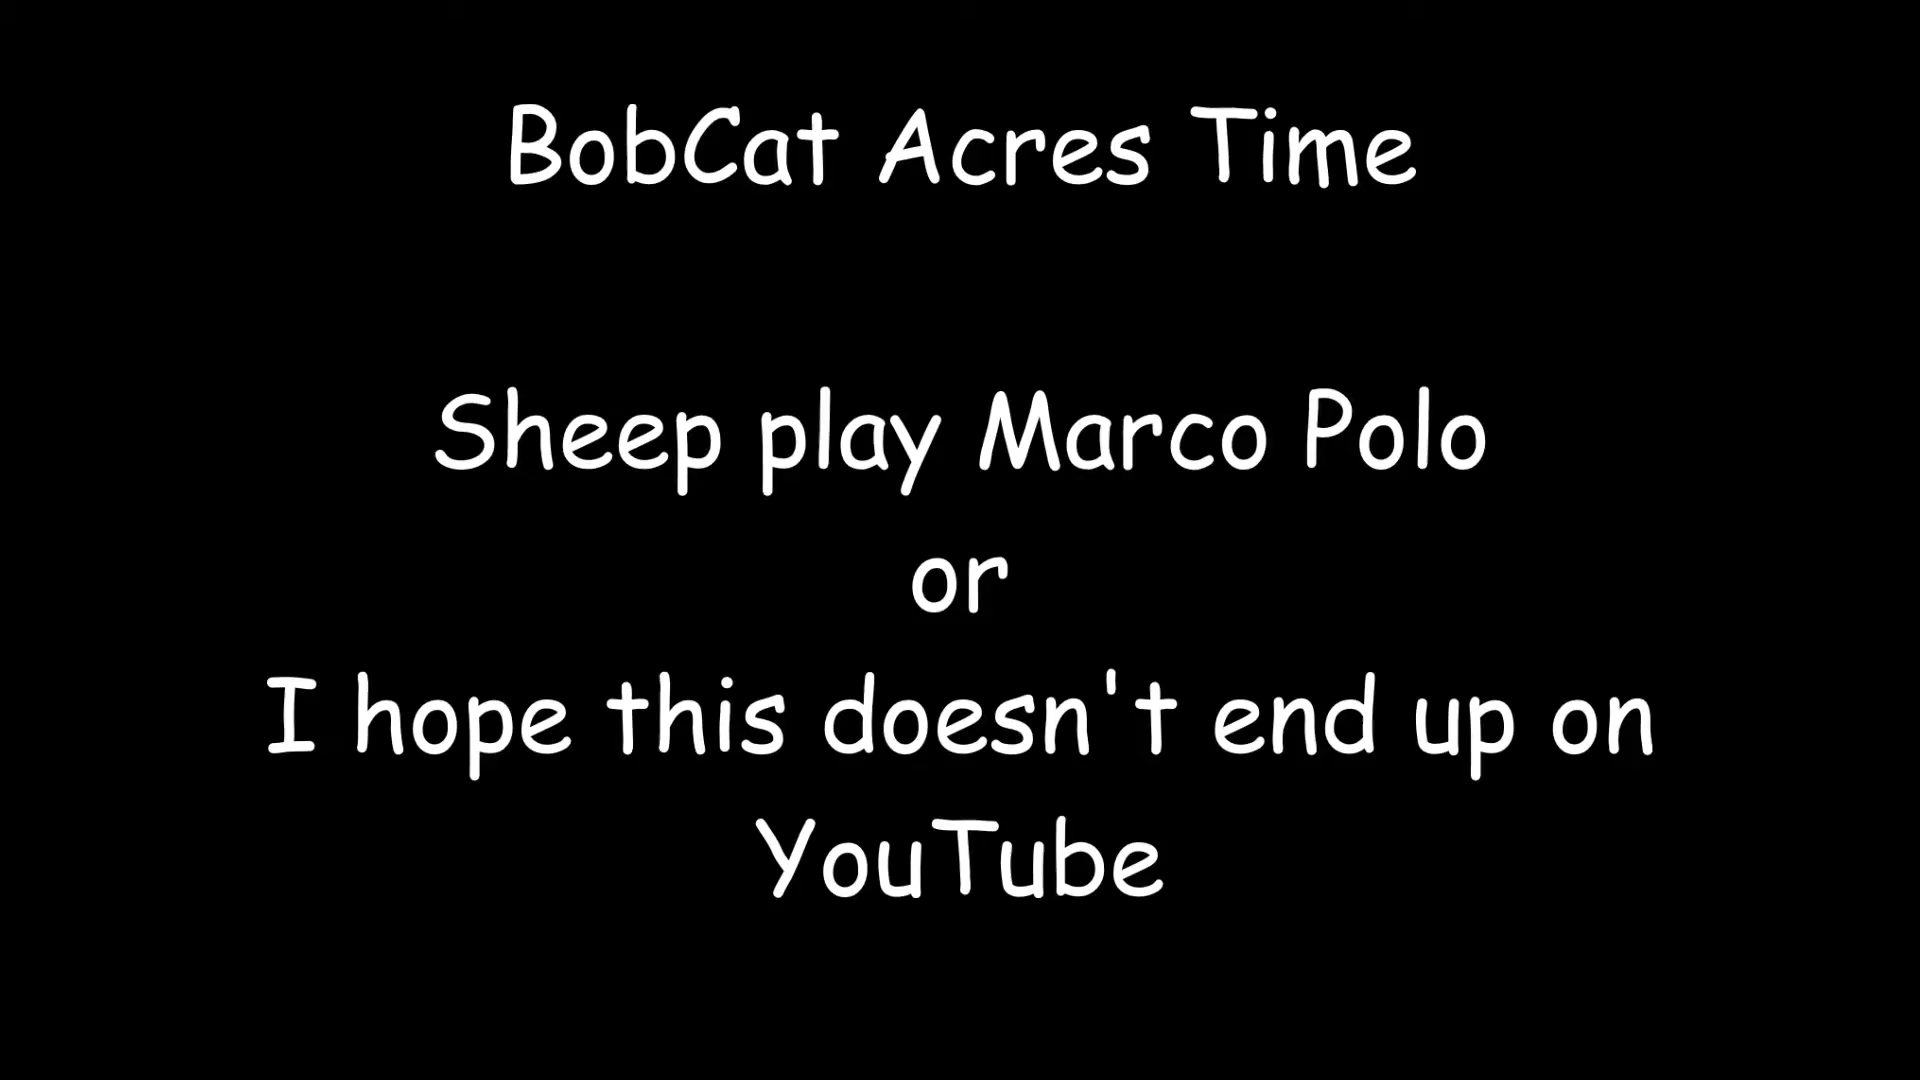 BobCat Acres Time
Sheep play Marco Polo
or
I hope this doesn't end up on
YouTube